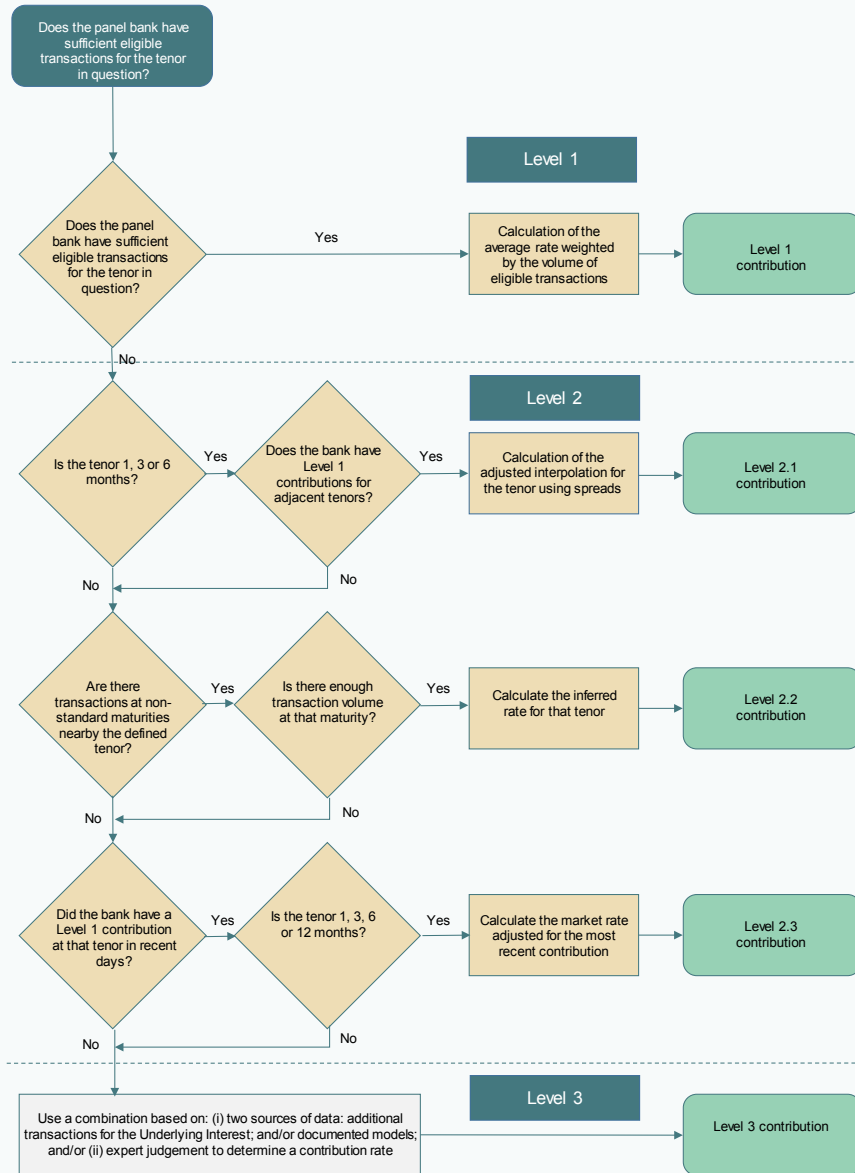 Does the panel bank have
sufficient eligible
transactions for the tenor
in question?
Level 1
Does the panel
bank have sufficient
eligible transactions
for the tenor in
question?
Yes
Calculation of the
average rate weighted
by the volume of
eligible transactions
Level 1
contribution
No
Level 2
Is the tenor 1, 3 or 6
months?
Yes
Does the bank have
Level 1
contributions for
adjacent tenors?
Yes
Calculation of the
adjusted interpolation for
the tenor using spreads
Level 2.1
contribution
No
No
Are there
transactions at non-
standard maturities
nearby the defined
tenor?
Yes
Is there enough
transaction volume
at that maturity?
Yes
Calculate the inferred
rate for that tenor
Level 2.2
contribution
No
No
Did the bank have a
Level 1 contribution
at that tenor in recent
days?
Yes
Is the tenor 1, 3, 6
or 12 months?
Yes
Calculate the market rate
adjusted for the most
recent contribution
Level 2.3
contribution
No
No
Level 3
Use a combination based on: (i) two sources of data: additional
transactions for the Underlying Interest; and/or documented models;
and/or (ii) expert judgement to determine a contribution rate
Level 3 contribution